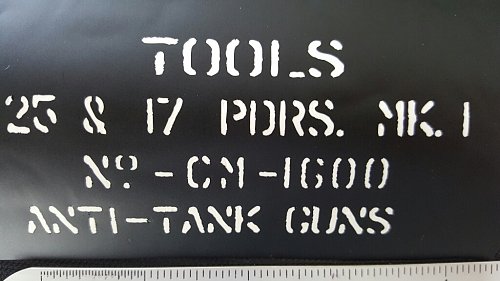 TOOLS
25 & 17 PDRS. MK. I
Nº - CM - 1600
ANTI-TANK GUNS